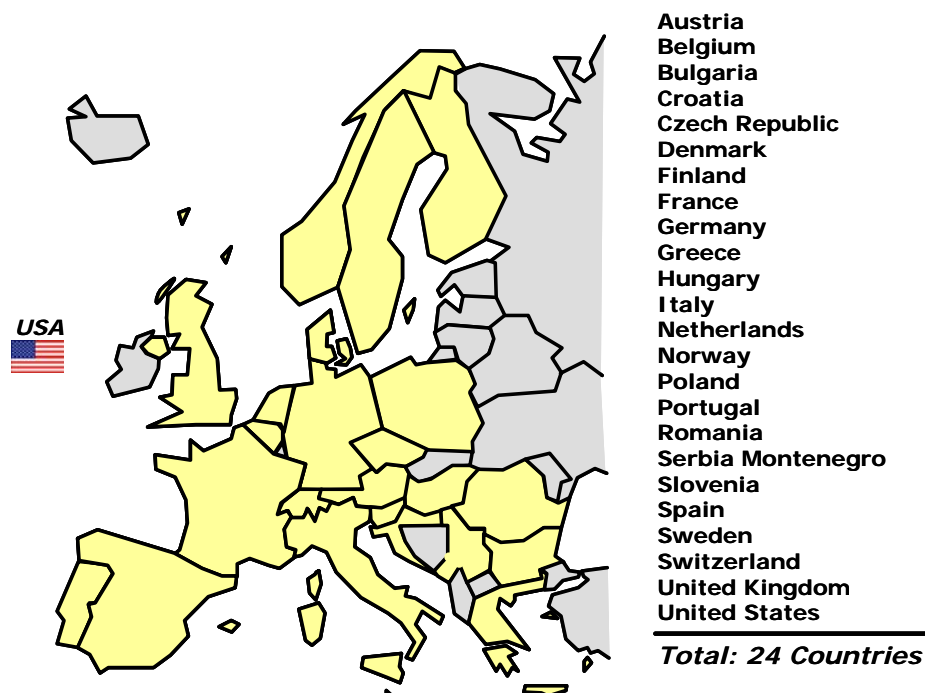 Austria
Belgium
Bulgaria
Croatia
Czech Republic
Denmark
Finland
France
Germany
Greece
Hungary
Italy
Netherlands
Norway
Poland
Portugal
Romania
Serbia Montenegro
Slovenia
Spain
Sweden
Switzerland
United Kingdom
United States
Total: 24 Countries
USA